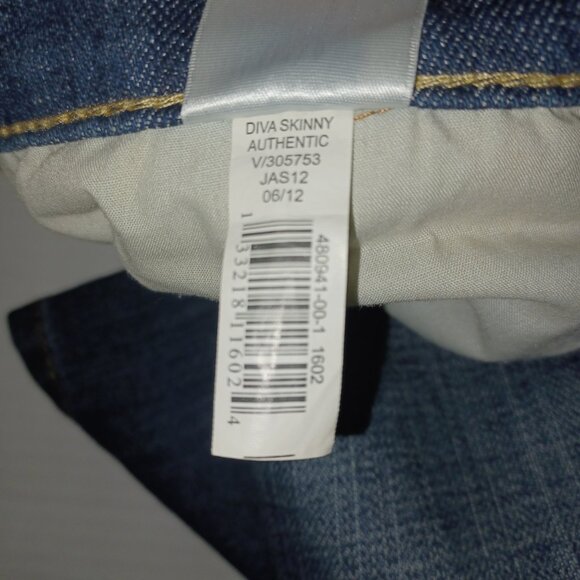 DIVA SKINNY
AUTHENTIC
V/305753
JAS12
06/12
480941-00-1 1602
1 33218 11602 4